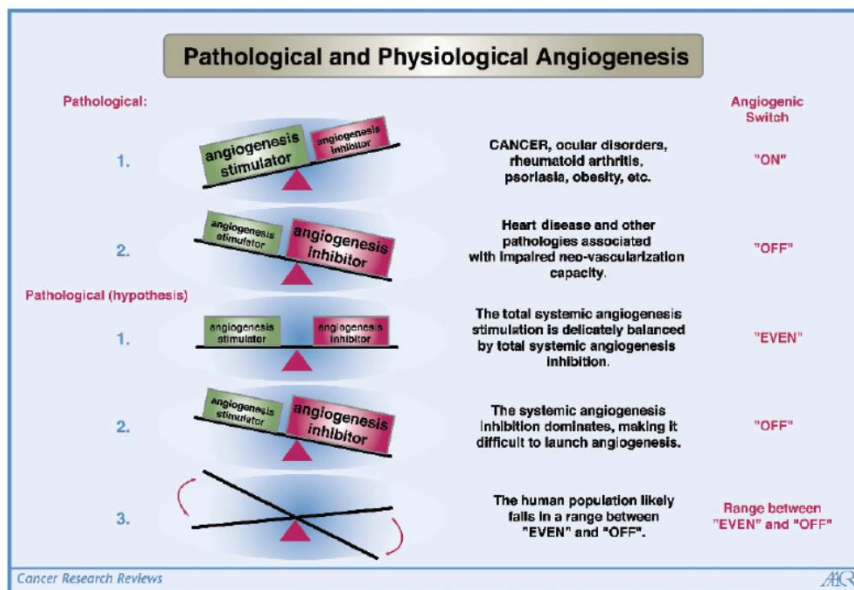 Pathological and Physiological Angiogenesis
Pathological:
Angiogenic
Switch
1.
angiogenesis
stimulator
angiogenesis
inhibitor
CANCER, ocular disorders,
rheumatoid arthritis,
psoriasia, obesity, etc.
"ON"
2.
angiogenesis
stimulator
angiogenesis
inhibitor
Heart disease and other
pathologies associated
with impaired neo-vascularization
capacity.
"OFF"
Pathological (hypothesis)
1.
angiogenesis
stimulator
angiogenesis
inhibitor
The total systemic angiogenesis
stimulation is delicately balanced
by total systemic angiogenesis
inhibition.
"EVEN"
2.
angiogenesis
stimulator
angiogenesis
inhibitor
The systemic angiogenesis
inhibition dominates, making it
difficult to launch angiogenesis.
"OFF"
3.
The human population likely
falls in a range between
"EVEN" and "OFF".
Range between
"EVEN" and "OFF"
Cancer Research Reviews
AACR